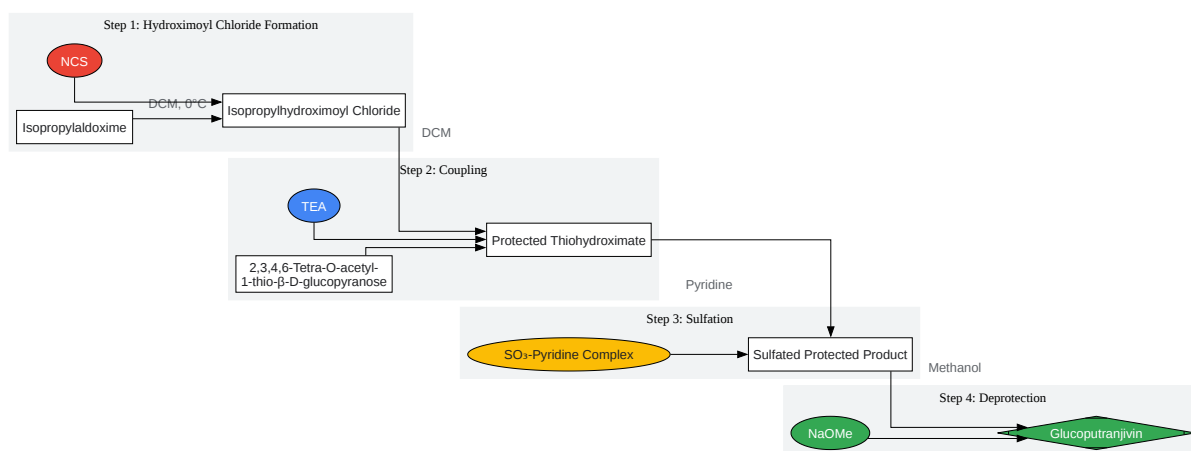 Step 1: Hydroximoyl Chloride Formation
NCS
DCM, 0°C
Isopropylhydroximoyl Chloride
Isopropylaldoxime
DCM
Step 2: Coupling
TEA
Protected Thiohydroximate
2,3,4,6-Tetra-O-acetyl-
1-thio-β-D-glucopyranose
Pyridine
Step 3: Sulfation
SO₃-Pyridine Complex
Sulfated Protected Product
Methanol
Step 4: Deprotection
NaOMe
Glucoputranjivin